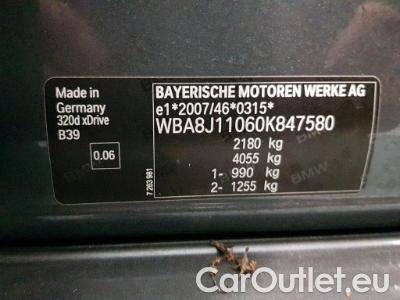 Made in
Germany
320d xDrive
B39
0.06
7 263 981
BAYERISCHE MOTOREN WERKE AG
e1*2007/46*0315*
WBA8J11060K847580
2180 kg
4055 kg
1- 990 kg
2- 1255 kg
BMW
CarOutlet.eu